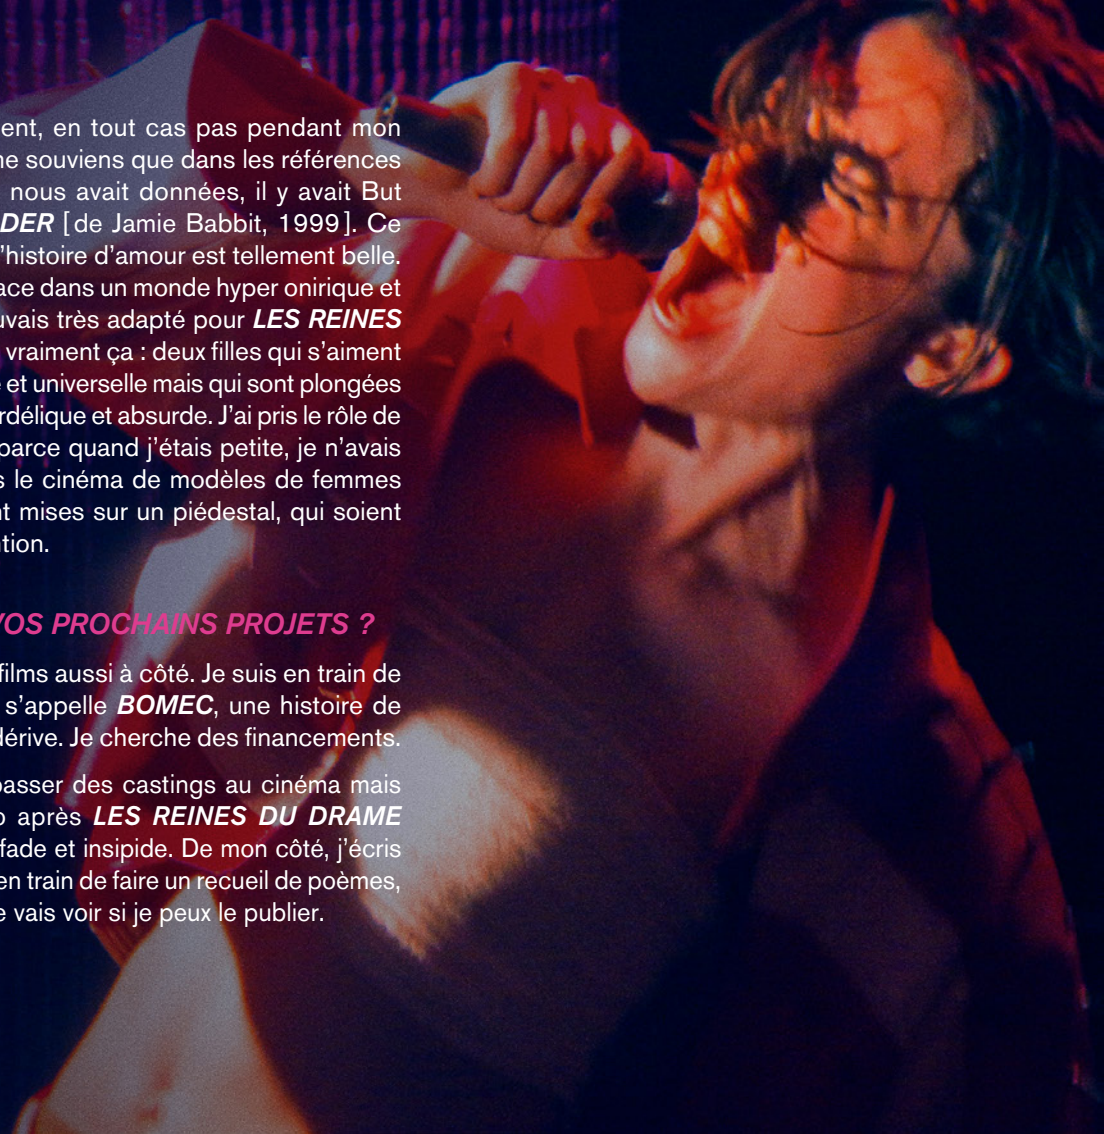 ent, en tout cas pas pendant mon
ne souviens que dans les références
nous avait données, il y avait But
DER [de Jamie Babbit, 1999]. Ce
'histoire d'amour est tellement belle.
ace dans un monde hyper onirique et
uvais très adapté pour LES REINES
vraiment ça : deux filles qui s'aiment
e et universelle mais qui sont plongées
rdélique et absurde. J'ai pris le rôle de
parce quand j'étais petite, je n'avais
s le cinéma de modèles de femmes
nt mises sur un piédestal, qui soient
ntion.
VOS PROCHAINS PROJETS ?
films aussi à côté. Je suis en train de
s'appelle BOMEC, une histoire de
dérive. Je cherche des financements.
passer des castings au cinéma mais
p après LES REINES DU DRAME
fade et insipide. De mon côté, j'écris
en train de faire un recueil de poèmes,
e vais voir si je peux le publier.